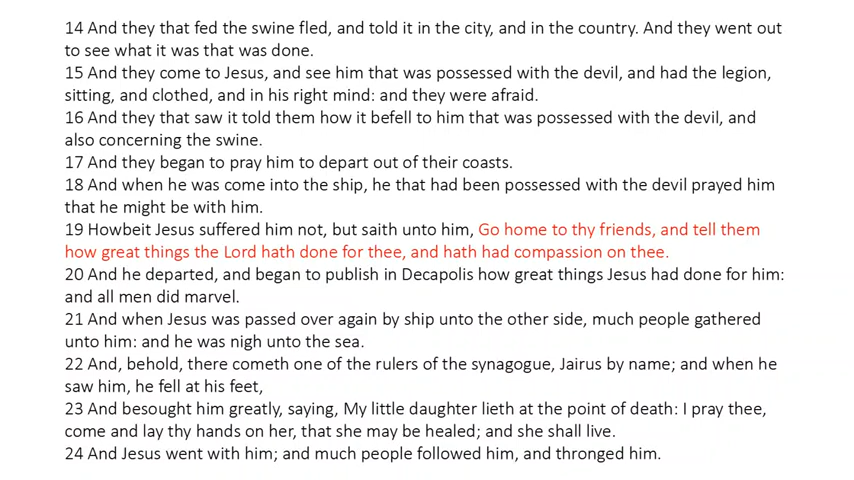 14 And they that fed the swine fled, and told it in the city, and in the country. And they went out
to see what it was that was done.
15 And they come to Jesus, and see him that was possessed with the devil, and had the legion,
sitting, and clothed, and in his right mind: and they were afraid.
16 And they that saw it told them how it befell to him that was possessed with the devil, and
also concerning the swine.
17 And they began to pray him to depart out of their coasts.
18 And when he was come into the ship, he that had been possessed with the devil prayed him
that he might be with him.
19 Howbeit Jesus suffered him not, but saith unto him, Go home to thy friends, and tell them
how great things the Lord hath done for thee, and hath had compassion on thee.
20 And he departed, and began to publish in Decapolis how great things Jesus had done for him:
and all men did marvel.
21 And when Jesus was passed over again by ship unto the other side, much people gathered
unto him: and he was nigh unto the sea.
22 And, behold, there cometh one of the rulers of the synagogue, Jairus by name; and when he
saw him, he fell at his feet,
23 And besought him greatly, saying, My little daughter lieth at the point of death: I pray thee,
come and lay thy hands on her, that she may be healed; and she shall live.
24 And Jesus went with him; and much people followed him, and thronged him.